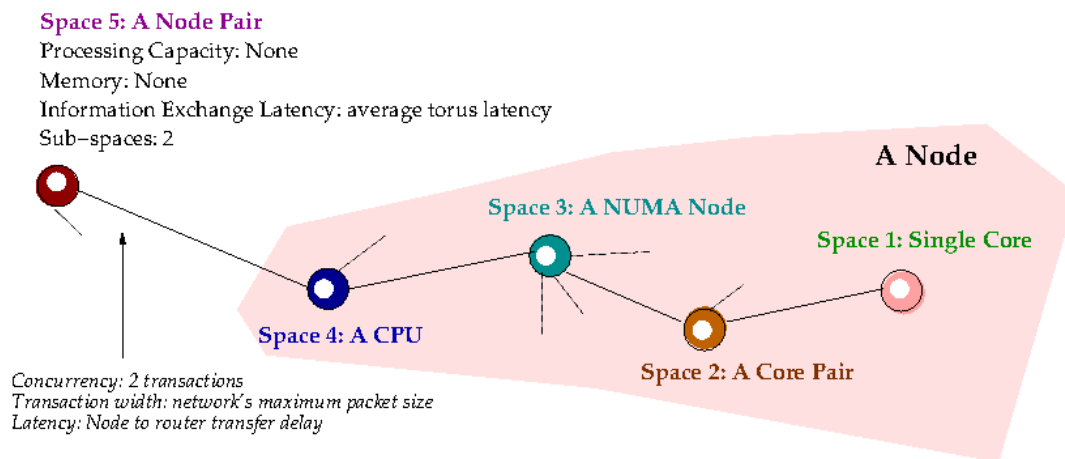 Space 5: A Node Pair
Processing Capacity: None
Memory: None
Information Exchange Latency: average torus latency
Sub−spaces: 2
A Node
Space 3: A NUMA Node
Space 1: Single Core
Space 4: A CPU
Space 2: A Core Pair
Concurrency: 2 transactions
Transaction width: network's maximum packet size
Latency: Node to router transfer delay